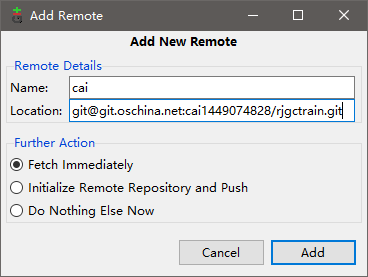 Add Remote
Add New Remote
Remote Details
Name: cai
Location: git@git.oschina.net:cai1449074828/rjgctrain.git
Further Action
Fetch Immediately
Initialize Remote Repository and Push
Do Nothing Else Now
Cancel Add